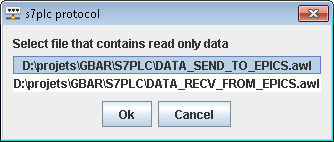 s7plc protocol
Select file that contains read only data
D:\projets\GBAR\S7PLC\DATA_SEND_TO_EPICS.awl
D:\projets\GBAR\S7PLC\DATA_RECV_FROM_EPICS.awl
Ok Cancel